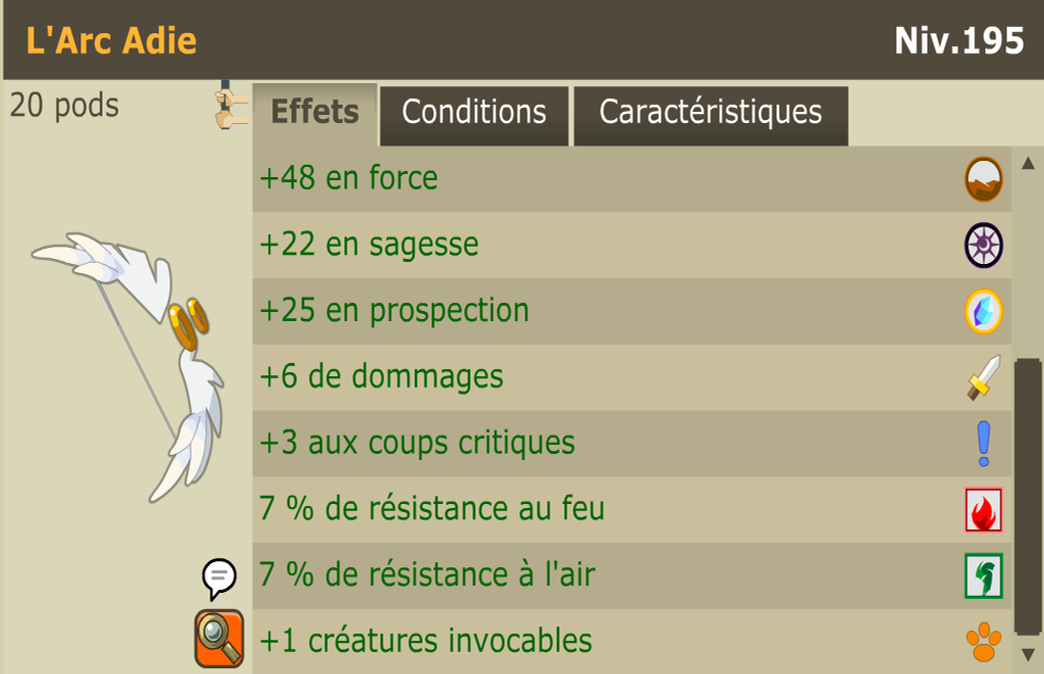 L'Arc Adie
Niv.195
20 pods
Effets
Conditions
Caractéristiques
+48 en force
+22 en sagesse
+25 en prospection
+6 de dommages
+3 aux coups critiques
7 % de résistance au feu
7 % de résistance à l'air
+1 créatures invocables